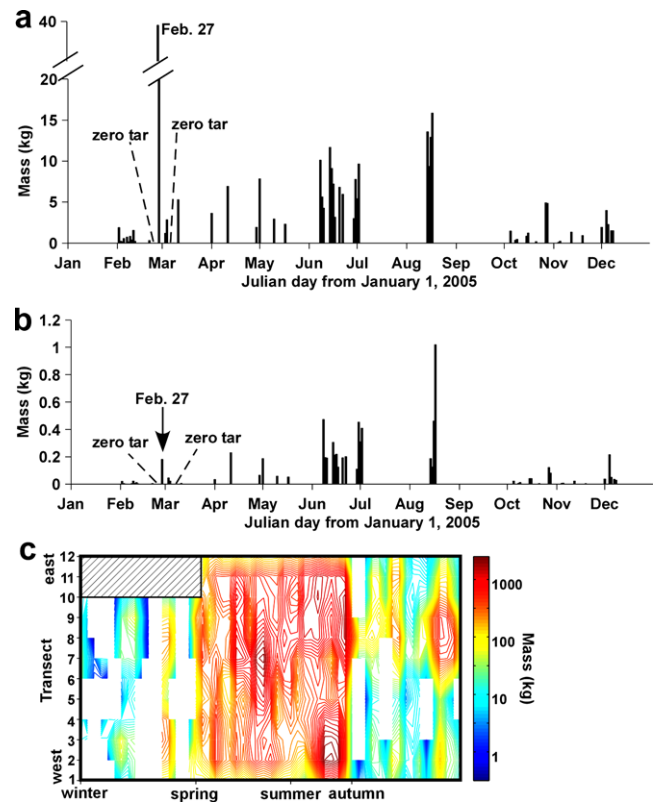 a
40
Feb. 27
20
zero tar
zero tar
15
10
5
0
Mass (kg)
Jan Feb Mar Apr May Jun Jul Aug Sep Oct Nov Dec
Julian day from January 1, 2005
b
1.2
1
0.8
Feb. 27
0.6
zero tar
zero tar
0.4
0.2
0
Mass (kg)
Jan Feb Mar Apr May Jun Jul Aug Sep Oct Nov Dec
Julian day from January 1, 2005
c
east
12
11
10
9
8
7
6
5
4
3
2
1
west
Transect
winter spring summer autumn
1000
100
10
1
Mass (kg)